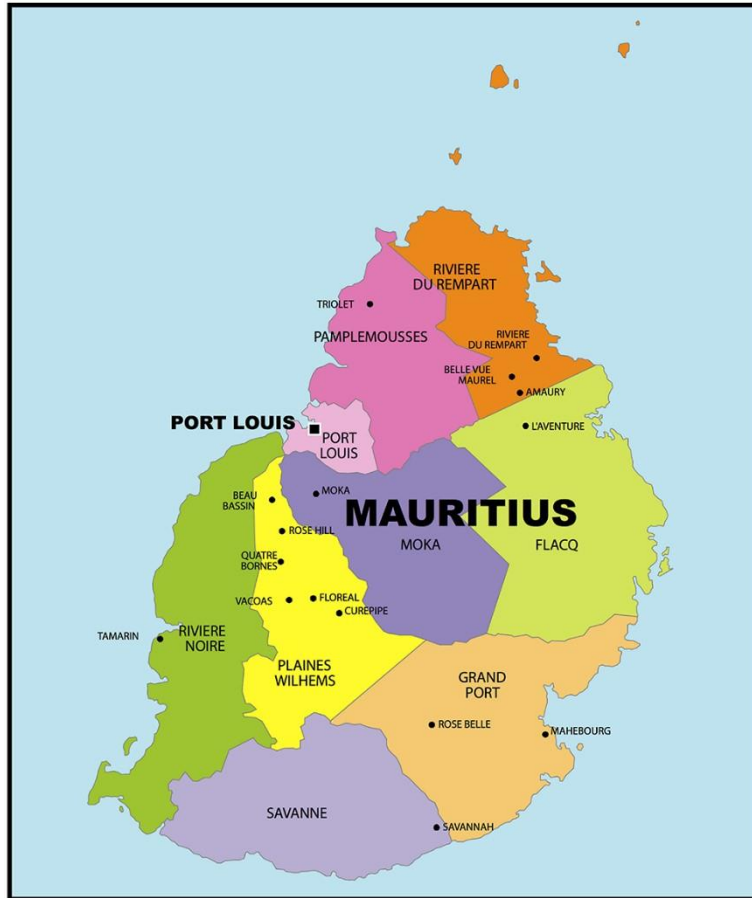 RIVIERE
DU REMPART
TRIOLET
PAMPLEMOUSSES
RIVIERE
DU REMPART
BELLE VUE
MAUREL
AMAURY
PORT LOUIS
PORT
LOUIS
L'AVENTURE
MOKA
BEAU
BASSIN
MAURITIUS
ROSE HILL
MOKA
FLACQ
QUATRE
BORNES
VACOAS
FLOREAL
CUREPIPE
TAMARIN
RIVIERE
NOIRE
PLAINES
WILHEMS
GRAND
PORT
ROSE BELLE
MAHEBOURG
SAVANNE
SAVANNAH